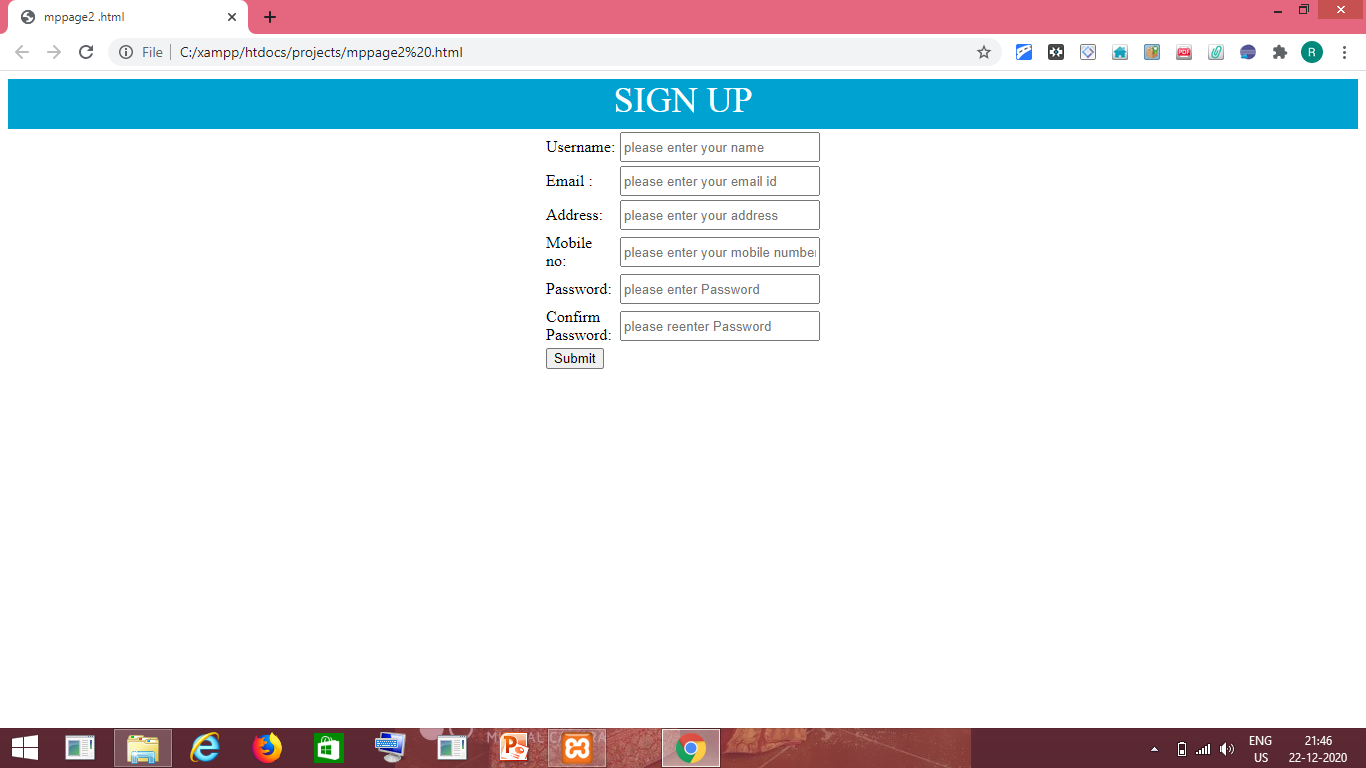 mppage2 .html
File
C:/xampp/htdocs/projects/mppage2%20.html
R
SIGN UP
Username: please enter your name
Email : please enter your email id
Address: please enter your address
Mobile no: please enter your mobile number
Password: please enter Password
Confirm Password: please reenter Password
Submit
ENG 21:46
US 22-12-2020